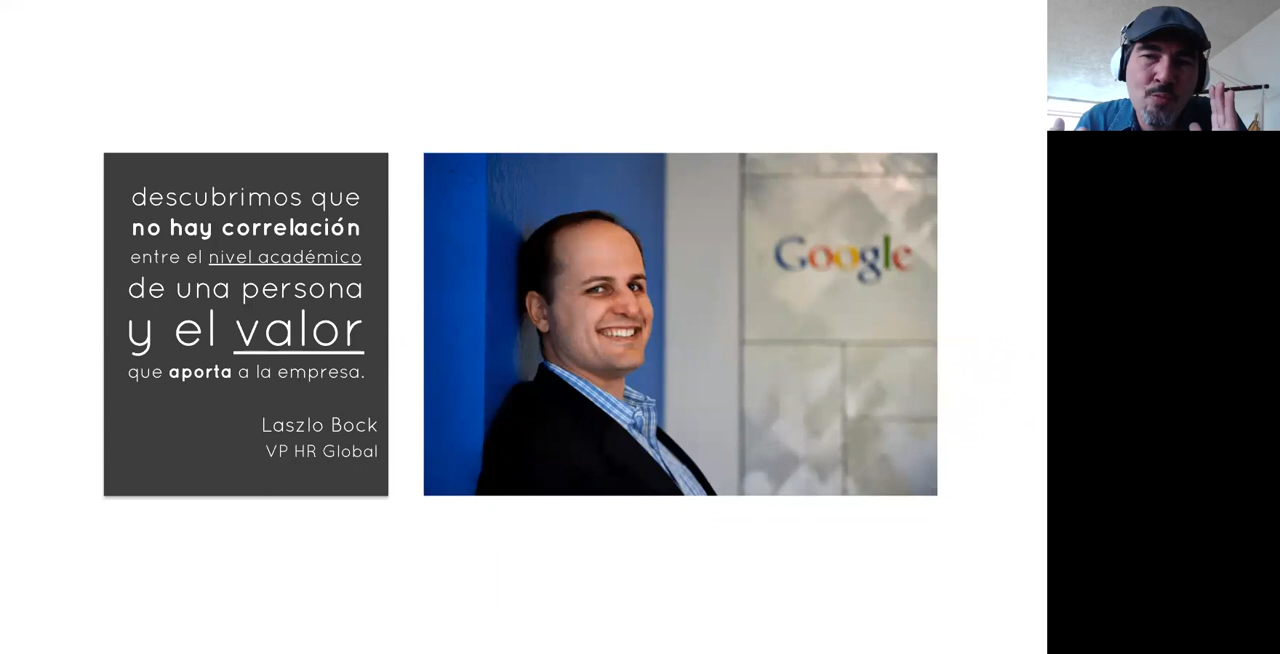 descubrimos que
no hay correlación
entre el nivel académico
de una persona
y el valor
que aporta a la empresa.
Laszlo Bock
VP HR Global
Google